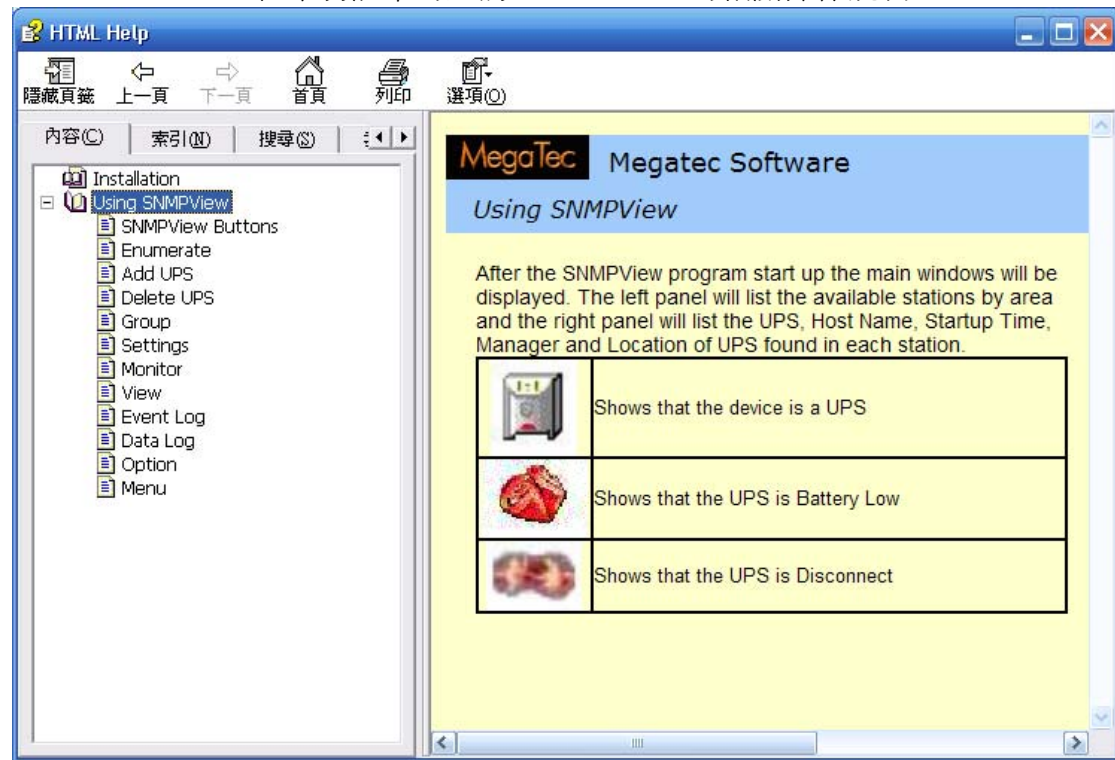 HTML Help
隱藏頁籤 上一頁 下一頁 首頁 列印 選項(O)
內容(C) 索引(N) 搜尋(S)
Installation
Using SNMPView
SNMPView Buttons
Enumerate
Add UPS
Delete UPS
Group
Settings
Monitor
View
Event Log
Data Log
Option
Menu
MegaTec Megatec Software
Using SNMPView
After the SNMPView program start up the main windows will be
displayed. The left panel will list the available stations by area
and the right panel will list the UPS, Host Name, Startup Time,
Manager and Location of UPS found in each station.
Shows that the device is a UPS
Shows that the UPS is Battery Low
Shows that the UPS is Disconnect